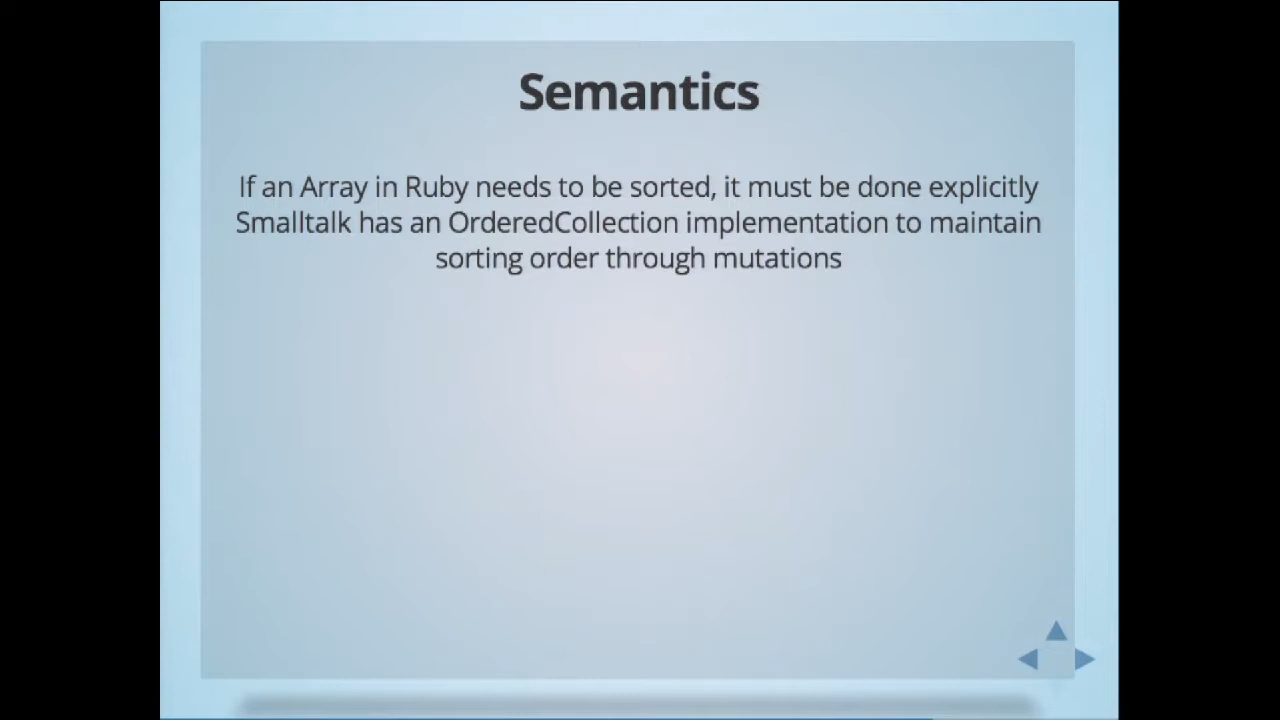 Semantics
If an Array in Ruby needs to be sorted, it must be done explicitly
Smalltalk has an OrderedCollection implementation to maintain
sorting order through mutations